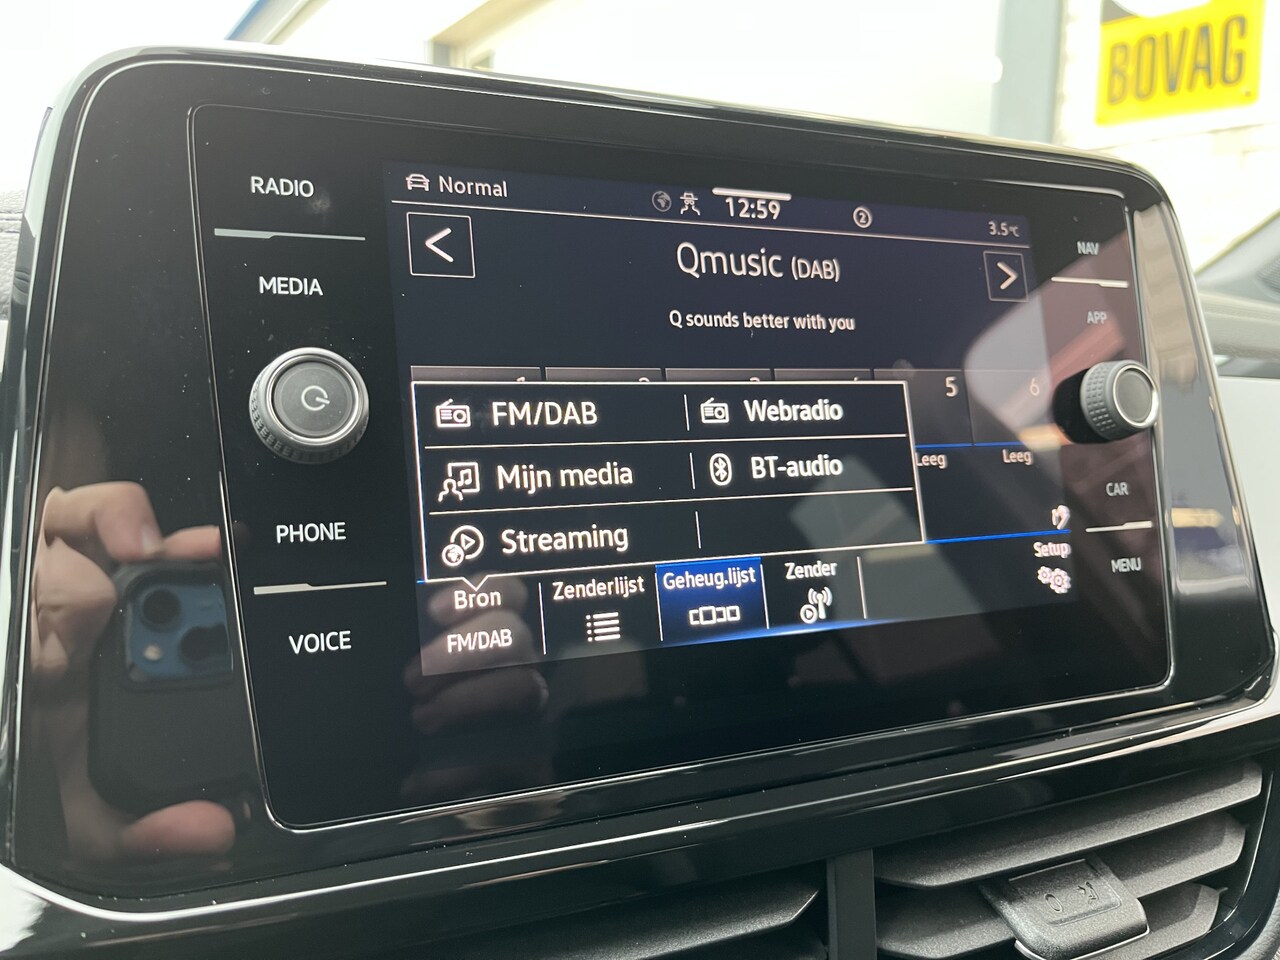 BOVAG
RADIO
MEDIA
PHONE
VOICE
Normal
12:59
2
3.5°C
Qmusic (DAB)
Q sounds better with you
5
6
FM/DAB
Webradio
Mijn media
BT-audio
Streaming
Leeg
Leeg
Bron
FM/DAB
Zenderlijst
Geheug.lijst
Zender
Setup
NAV
APP
CAR
MENU